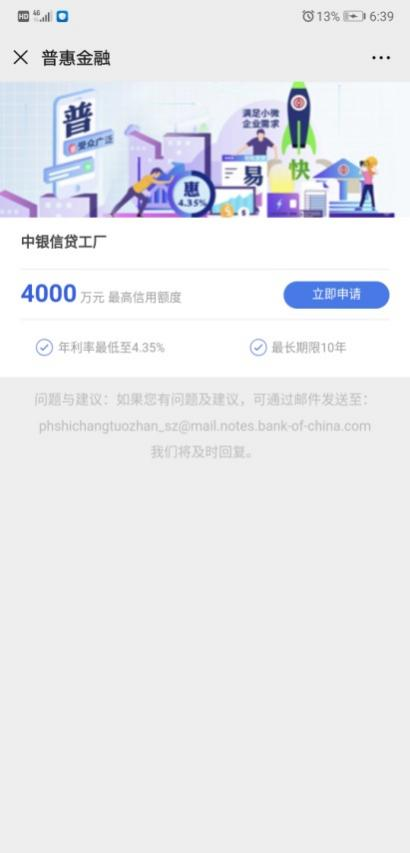 HD 4G 13% 6:39
普惠金融
普
受众广泛
满足小微
企业需求
惠
4.35%
易
快
中银信贷工厂
4000 万元 最高信用额度
立即申请
年利率最低至4.35%
最长期限10年
问题与建议：如果您有问题及建议，可通过邮件发送至：
phshichangtuozhan_sz@mail.notes.bank-of-china.com
我们将及时回复。